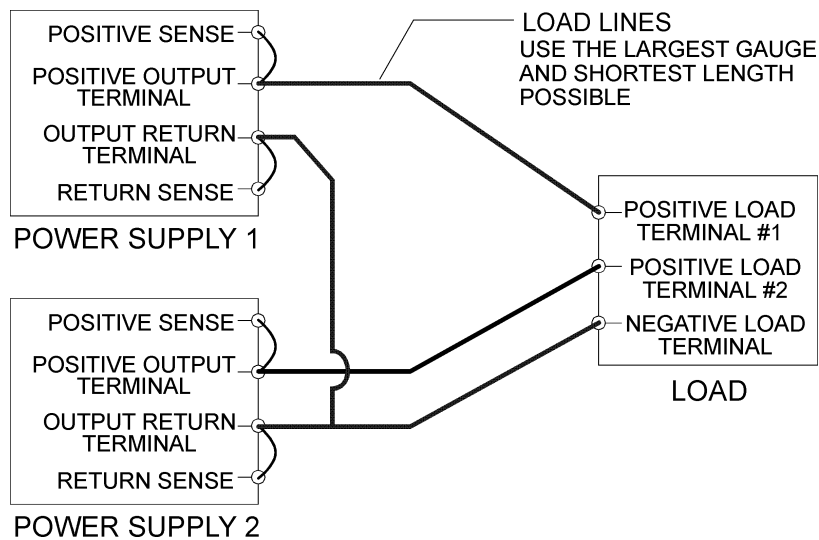 POSITIVE SENSE
POSITIVE OUTPUT
TERMINAL
OUTPUT RETURN
TERMINAL
RETURN SENSE
POWER SUPPLY 1
LOAD LINES
USE THE LARGEST GAUGE
AND SHORTEST LENGTH
POSSIBLE
POSITIVE LOAD
TERMINAL #1
POSITIVE LOAD
TERMINAL #2
NEGATIVE LOAD
TERMINAL
LOAD
POSITIVE SENSE
POSITIVE OUTPUT
TERMINAL
OUTPUT RETURN
TERMINAL
RETURN SENSE
POWER SUPPLY 2